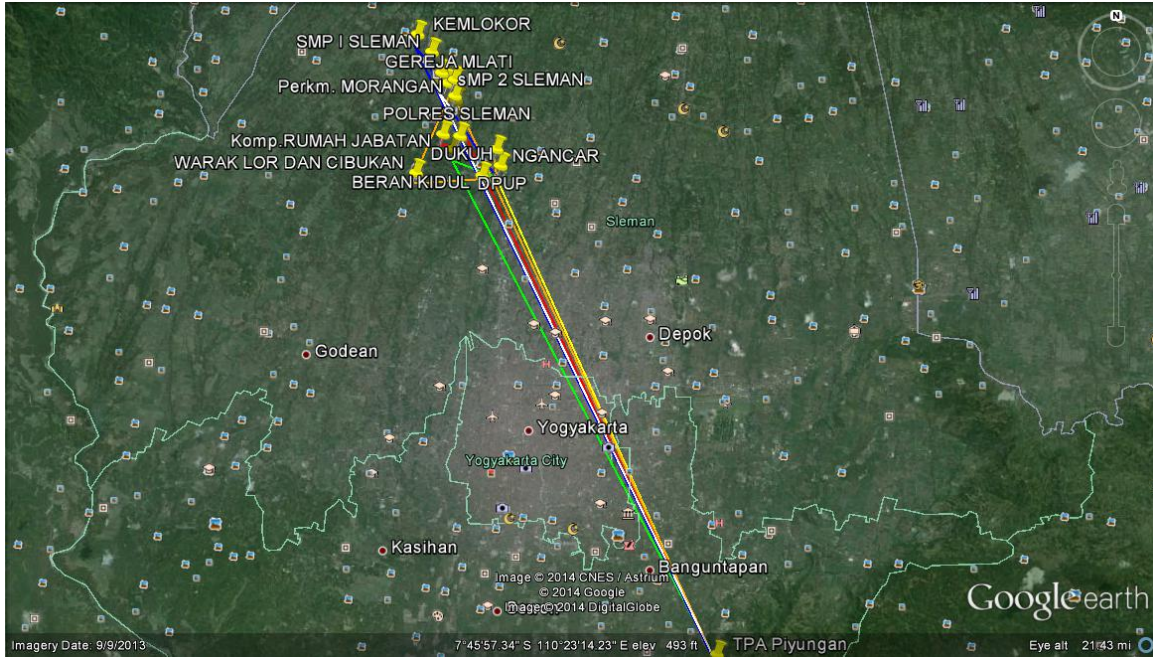 N
KEMLOKOR
SMP I SLEMAN
GEREJA MLATI
sMP 2 SLEMAN
Perkm. MORANGAN
POLRES SLEMAN
Komp.RUMAH JABATAN
DUKUH
NGANCAR
WARAK LOR DAN CIBUKAN
BERAN KIDUL
DPUP
Sleman
Depok
Godean
Yogyakarta
Yogyakarta City
Kasihan
Banguntapan
Image © 2014 CNES / Astrium
© 2014 Google
Image © 2014 DigitalGlobe
Google earth
TPA Piyungan
Imagery Date: 9/9/2013
7°45'57.34" S 110°23'14.23" E elev 493 ft
Eye alt 21.43 mi